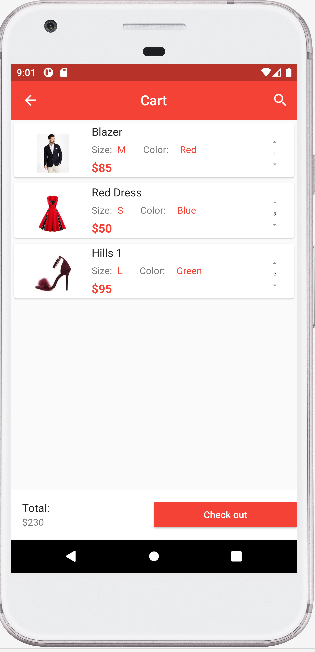 9:01
Cart
Blazer
Size: M Color: Red
$85
Red Dress
Size: S Color: Blue
$50
Hills 1
Size: L Color: Green
$95
Total:
$230
Check out